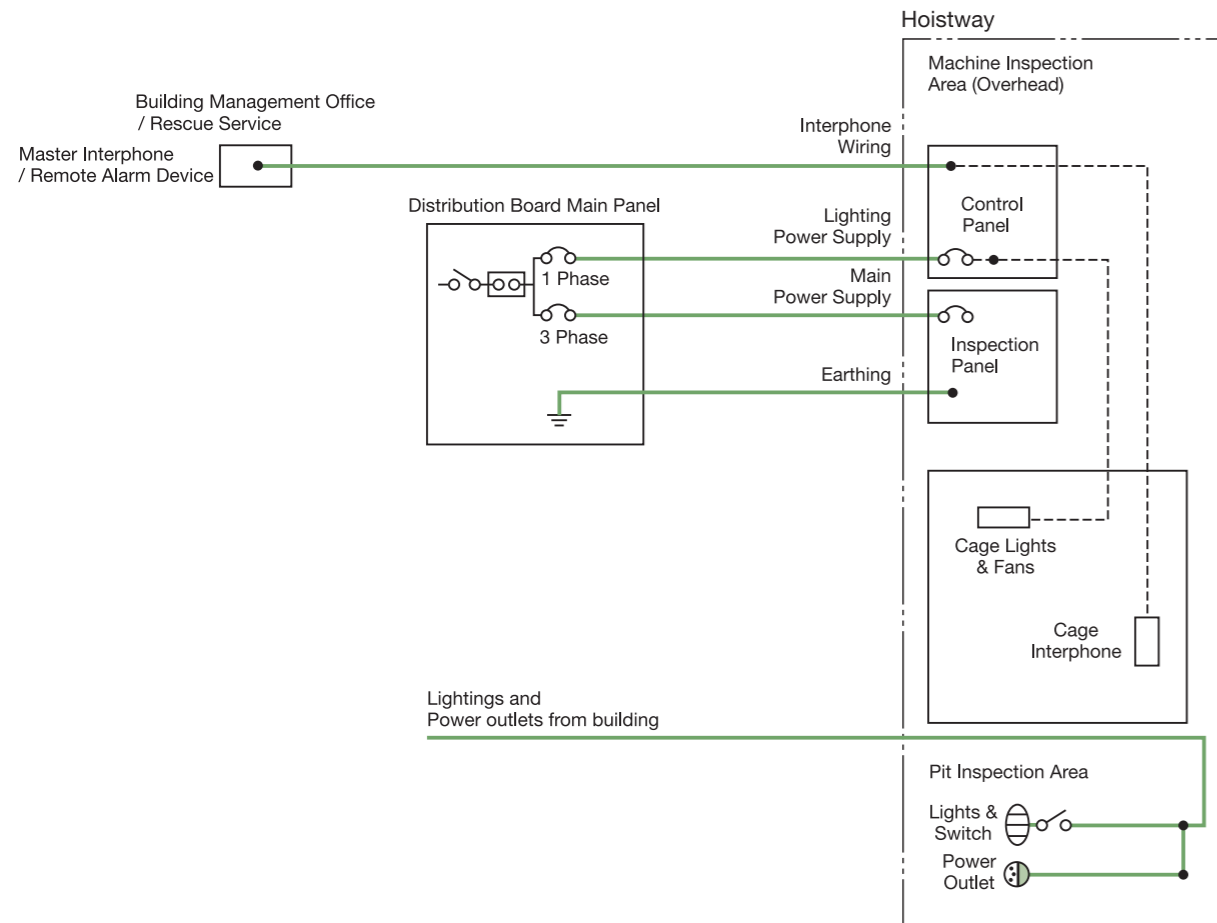 Hoistway
Machine Inspection
Area (Overhead)
Building Management Office
/ Rescue Service
Master Interphone
/ Remote Alarm Device
Interphone
Wiring
Control
Panel
Distribution Board Main Panel
Lighting
Power Supply
1 Phase
Main
Power Supply
3 Phase
Inspection
Panel
Earthing
Cage Lights
& Fans
Cage
Interphone
Lightings and
Power outlets from building
Pit Inspection Area
Lights &
Switch
Power
Outlet